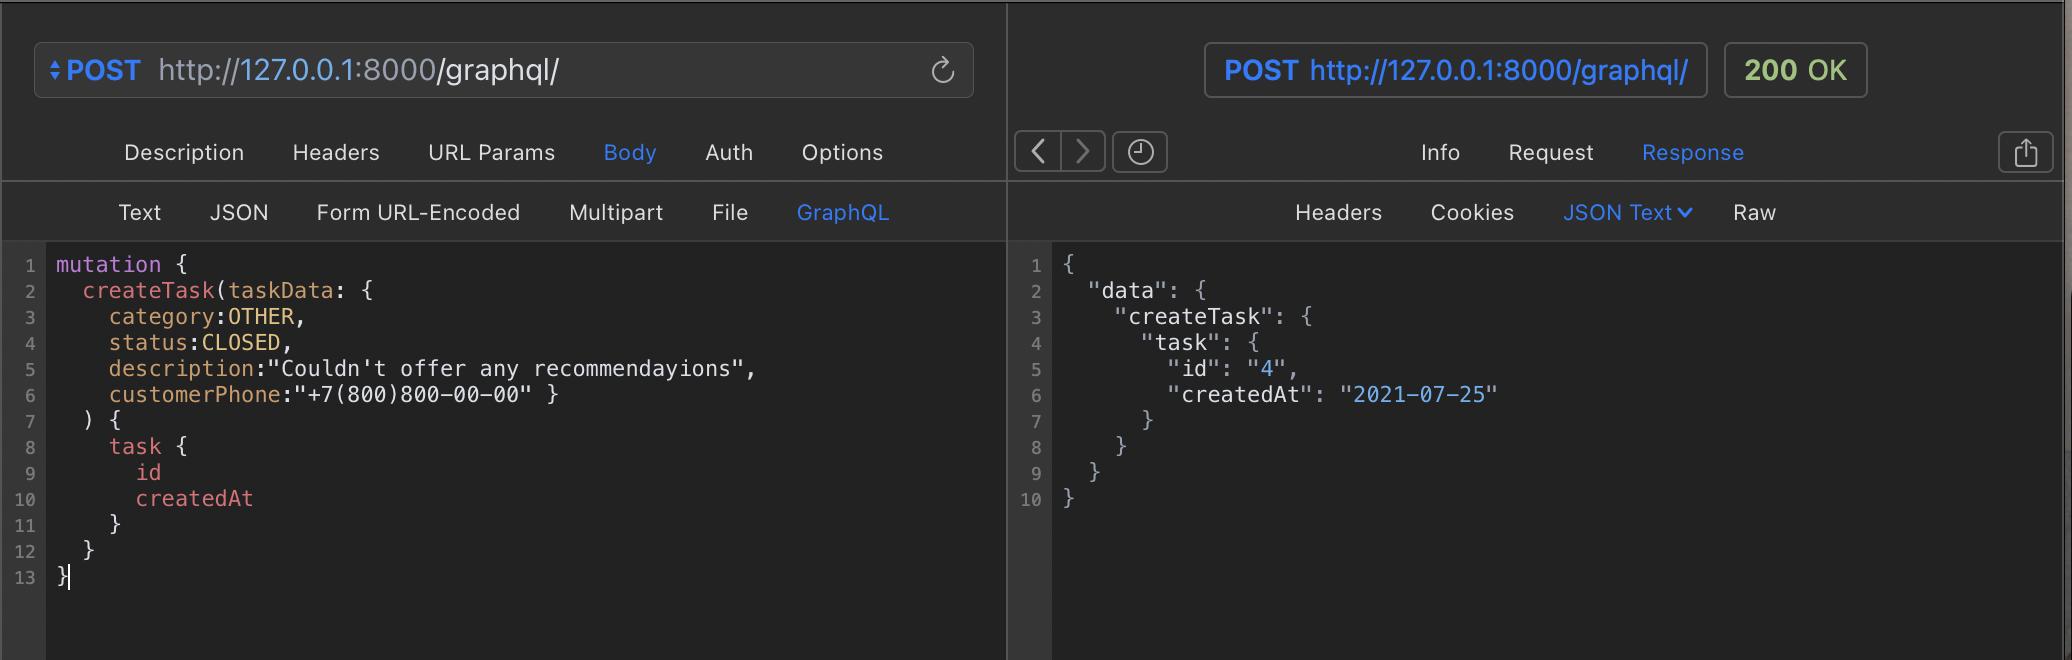 POST http://127.0.0.1:8000/graphql/
Description Headers URL Params Body Auth Options
Text JSON Form URL-Encoded Multipart File GraphQL
1 mutation {
2 createTask(taskData: {
3 category:OTHER,
4 status:CLOSED,
5 description:"Couldn't offer any recommendayions",
6 customerPhone:"+7(800)800-00-00" }
7 ) {
8 task {
9 id
10 createdAt
11 }
12 }
13 }
POST http://127.0.0.1:8000/graphql/ 200 OK
Info Request Response
Headers Cookies JSON Text Raw
1 {
2 "data": {
3 "createTask": {
4 "task": {
5 "id": "4",
6 "createdAt": "2021-07-25"
7 }
8 }
9 }
10 }